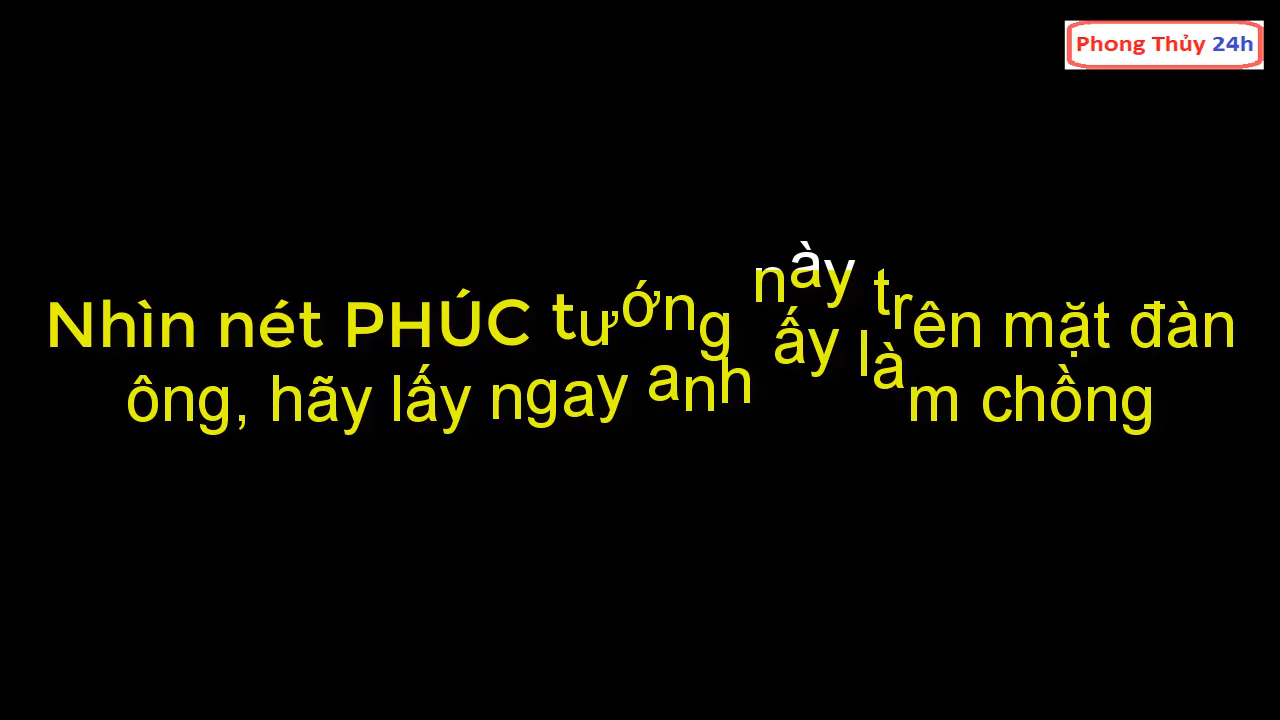 Phong Thủy 24h
Nhìn nét PHÚC tướng này trên mặt đàn
ông, hãy lấy ngay anh ấy làm chồng